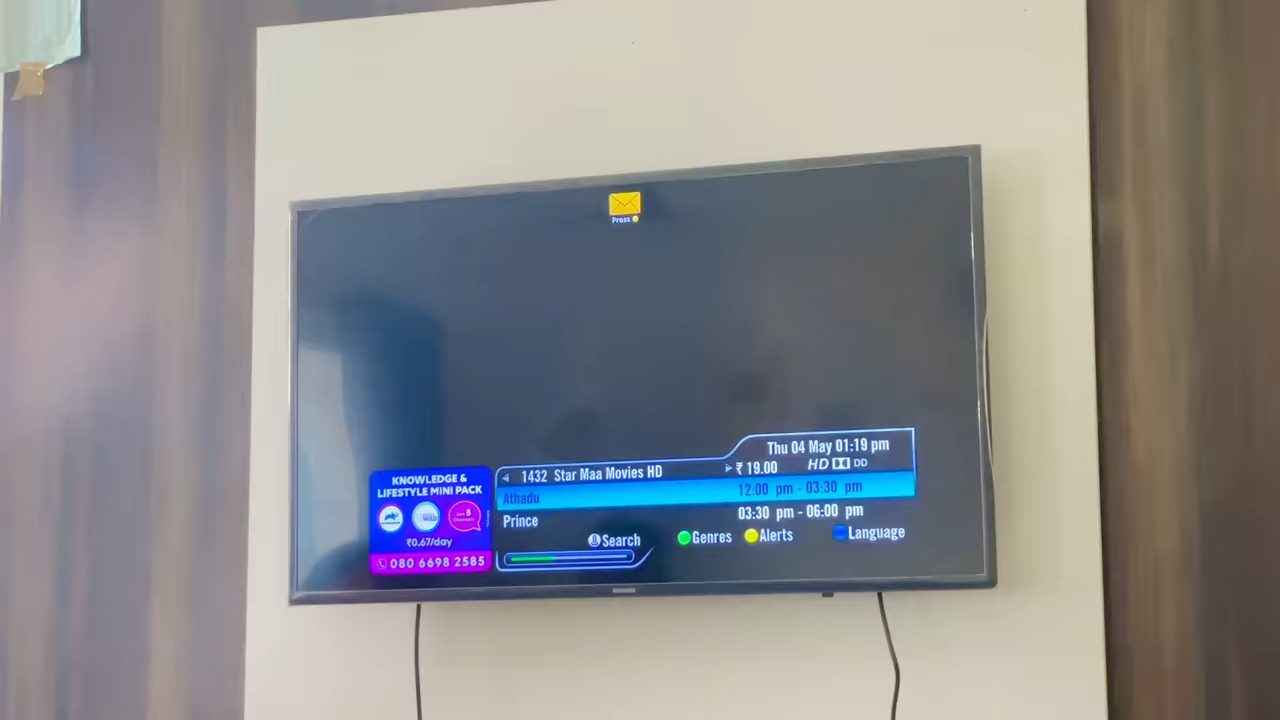 Press
Thu 04 May 01:19 pm
1432 Star Maa Movies HD ₹ 19.00 HD DD
Athadu 12:00 pm - 03:30 pm
Prince 03:30 pm - 06:00 pm
Search Genres Alerts Language
KNOWLEDGE &
LIFESTYLE MINI PACK
8
Channels
₹0.67/day
080 6698 2585